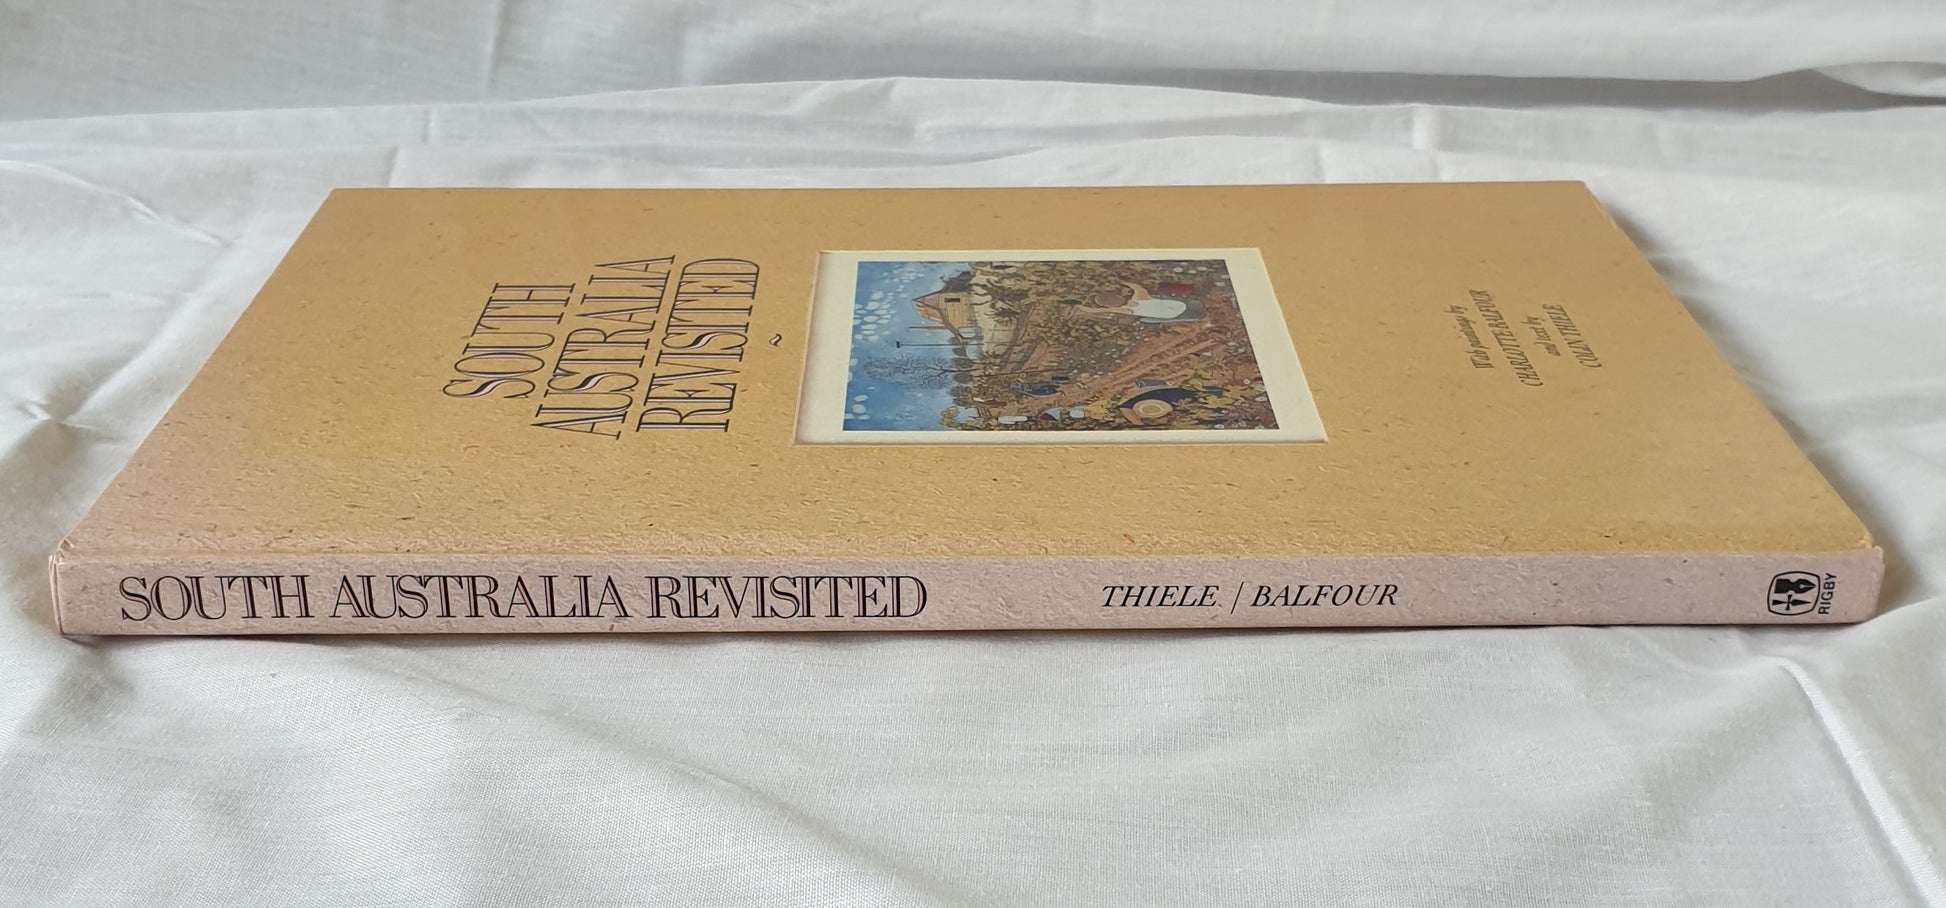 SOUTH
AUSTRALIA
REVISITED
With paintings by
CHARLOTTE BALFOUR
and text by
COLIN THIELE
SOUTH AUSTRALIA REVISITED
THIELE / BALFOUR
RIGBY